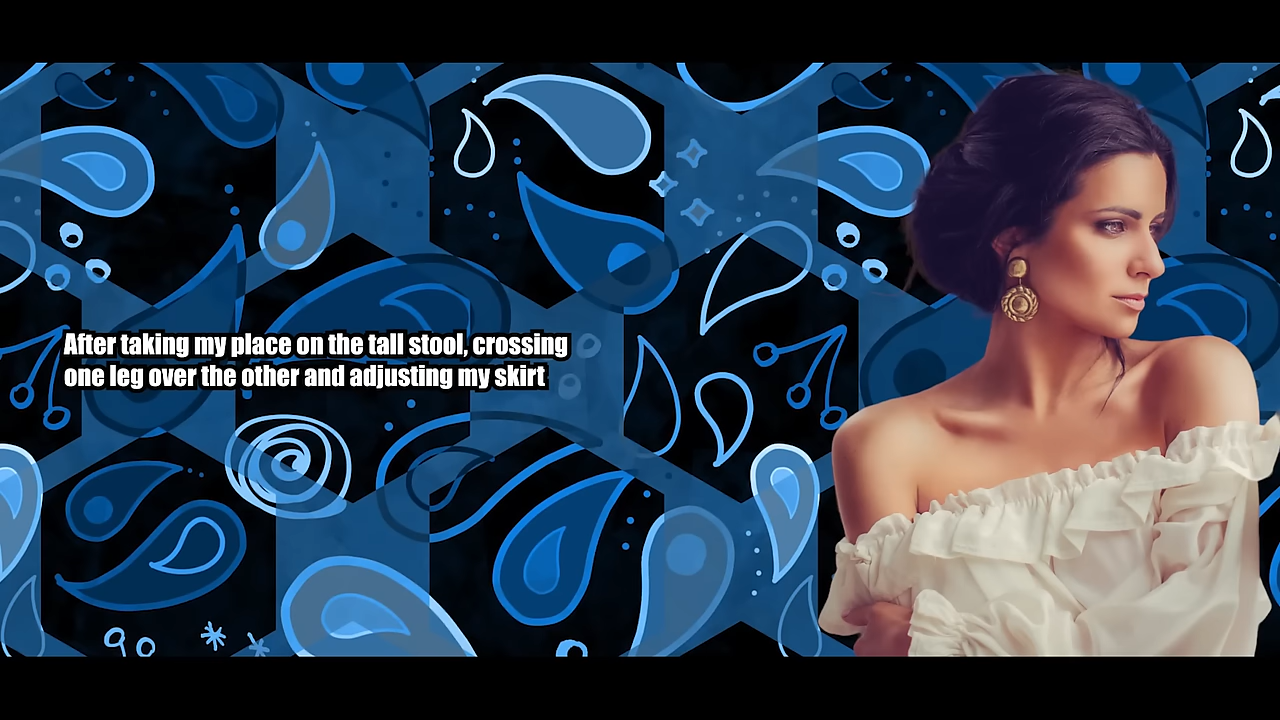 After taking my place on the tall stool, crossing
one leg over the other and adjusting my skirt